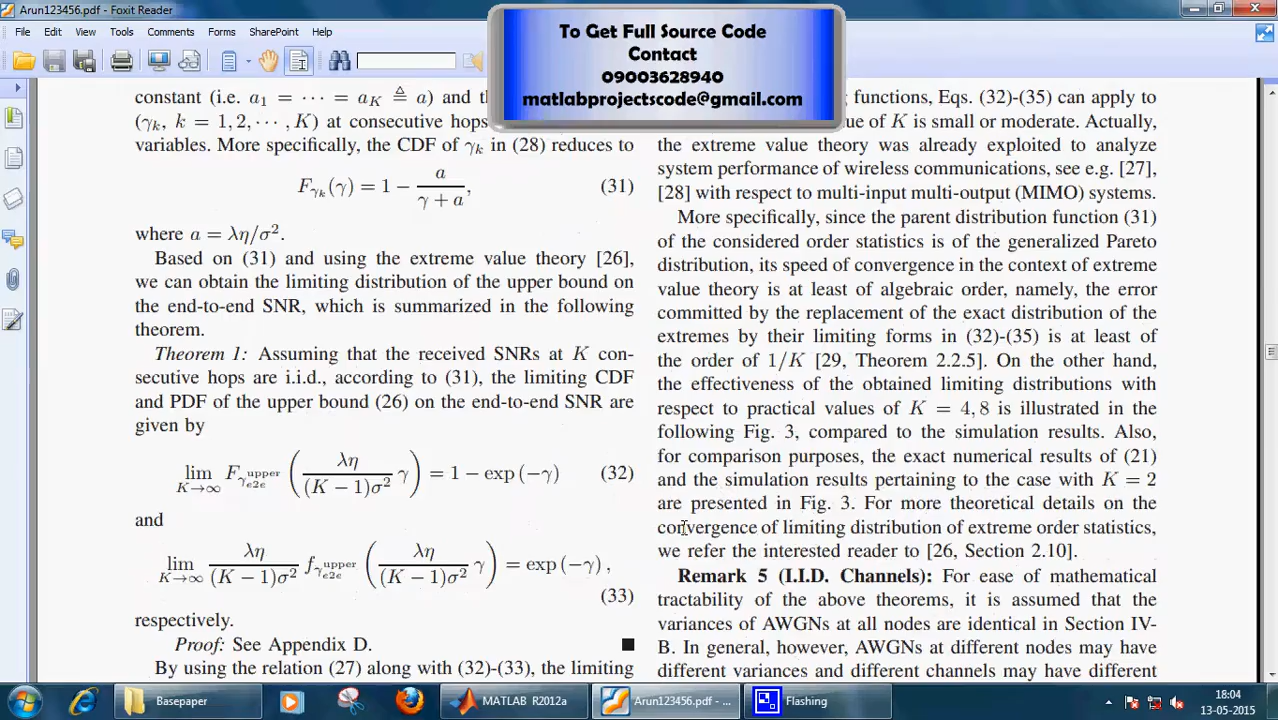 Arun123456.pdf - Foxit Reader
File Edit View Tools Comments Forms SharePoint Help
To Get Full Source Code
Contact
09003628940
matlabprojectscode@gmail.com
constant (i.e. a₁ = ⋯ = a_K ≜ a) and th
(γₖ, k = 1, 2, ⋯ , K) at consecutive hops
variables. More specifically, the CDF of γₖ in (28) reduces to
F_{γₖ}(γ) = 1 − a/(γ + a), (31)
where a = λη/σ².
Based on (31) and using the extreme value theory [26],
we can obtain the limiting distribution of the upper bound on
the end-to-end SNR, which is summarized in the following
theorem.
Theorem 1: Assuming that the received SNRs at K con-
secutive hops are i.i.d., according to (31), the limiting CDF
and PDF of the upper bound (26) on the end-to-end SNR are
given by
lim_{K→∞} F_{γ_{e2e}^{upper}} (λη/((K − 1)σ²) γ) = 1 − exp (−γ) (32)
and
lim_{K→∞} λη/((K − 1)σ²) f_{γ_{e2e}^{upper}} (λη/((K − 1)σ²) γ) = exp (−γ) ,
(33)
respectively.
Proof: See Appendix D. ■
By using the relation (27) along with (32)-(33), the limiting
functions, Eqs. (32)-(35) can apply to
ue of K is small or moderate. Actually,
the extreme value theory was already exploited to analyze
system performance of wireless communications, see e.g. [27],
[28] with respect to multi-input multi-output (MIMO) systems.
More specifically, since the parent distribution function (31)
of the considered order statistics is of the generalized Pareto
distribution, its speed of convergence in the context of extreme
value theory is at least of algebraic order, namely, the error
committed by the replacement of the exact distribution of the
extremes by their limiting forms in (32)-(35) is at least of
the order of 1/K [29, Theorem 2.2.5]. On the other hand,
the effectiveness of the obtained limiting distributions with
respect to practical values of K = 4, 8 is illustrated in the
following Fig. 3, compared to the simulation results. Also,
for comparison purposes, the exact numerical results of (21)
and the simulation results pertaining to the case with K = 2
are presented in Fig. 3. For more theoretical details on the
convergence of limiting distribution of extreme order statistics,
we refer the interested reader to [26, Section 2.10].
Remark 5 (I.I.D. Channels): For ease of mathematical
tractability of the above theorems, it is assumed that the
variances of AWGNs at all nodes are identical in Section IV-
B. In general, however, AWGNs at different nodes may have
different variances and different channels may have different
Basepaper
MATLAB R2012a
Arun123456.pdf - ...
Flashing
18:04
13-05-2015